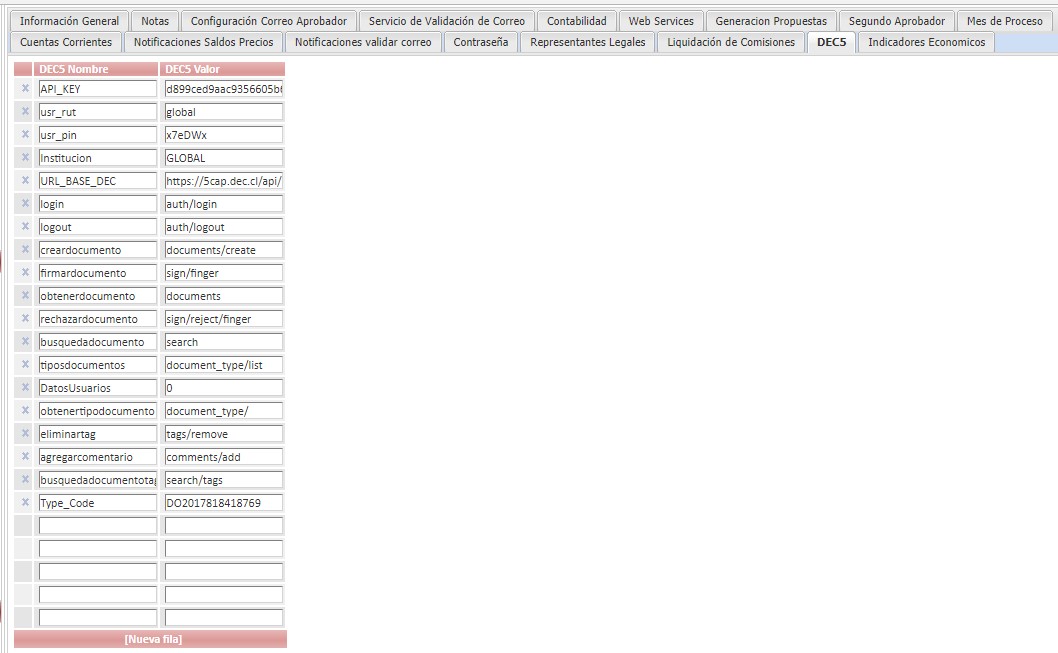 Información General Notas Configuración Correo Aprobador Servicio de Validación de Correo Contabilidad Web Services Generacion Propuestas Segundo Aprobador Mes de Proceso
Cuentas Corrientes Notificaciones Saldos Precios Notificaciones validar correo Contraseña Representantes Legales Liquidación de Comisiones DEC5 Indicadores Economicos
DEC5 Nombre DEC5 Valor
x API_KEY d899ced9aac9356605b
x usr_rut global
x usr_pin x7eDWx
x Institucion GLOBAL
x URL_BASE_DEC https://5cap.dec.cl/api/
x login auth/login
x logout auth/logout
x creardocumento documents/create
x firmardocumento sign/finger
x obtenerdocumento documents
x rechazardocumento sign/reject/finger
x busquedadocumento search
x tiposdocumentos document_type/list
x DatosUsuarios 0
x obtenertipodocumento document_type/
x eliminartag tags/remove
x agregarcomentario comments/add
x busquedadocumentotag search/tags
x Type_Code DO2017818418769
[Nueva fila]